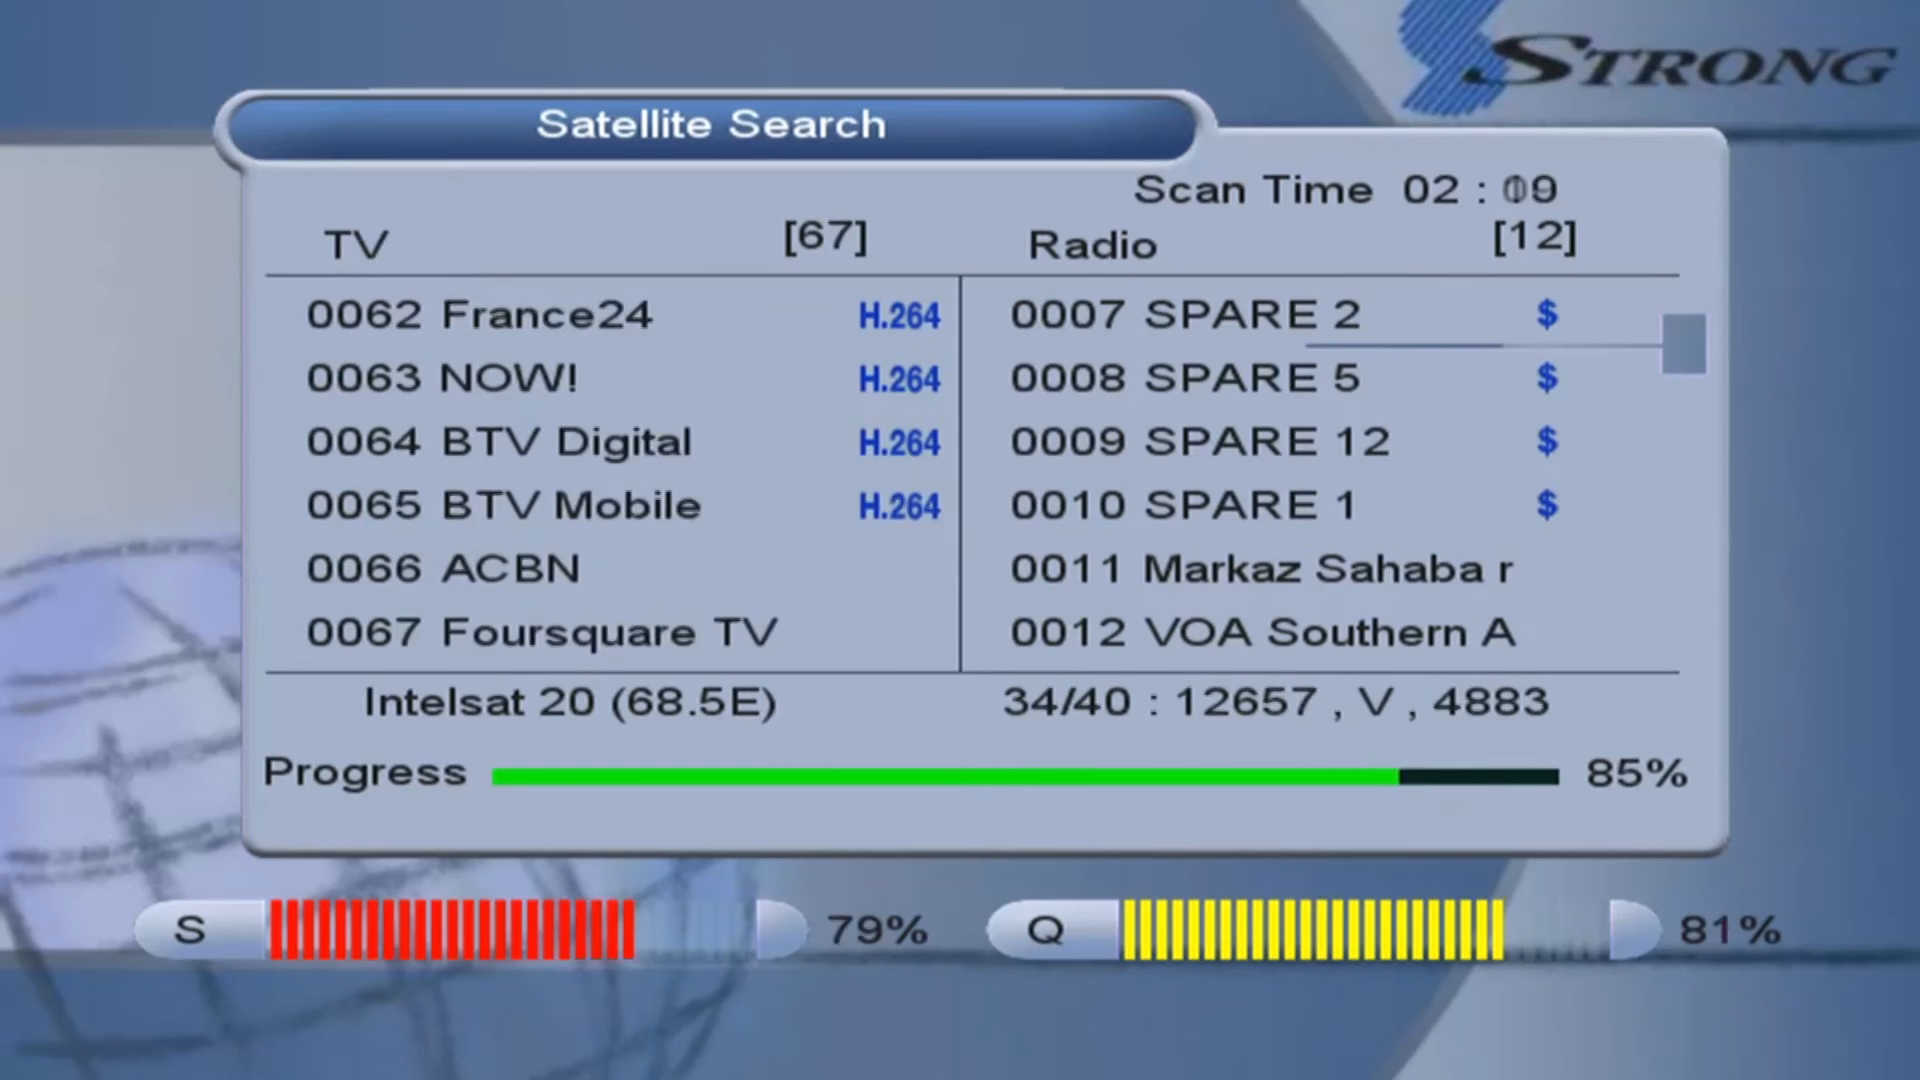 STRONG
Satellite Search
Scan Time 02 : 09
TV [67] Radio [12]
0062 France24 H.264 0007 SPARE 2 $
0063 NOW! H.264 0008 SPARE 5 $
0064 BTV Digital H.264 0009 SPARE 12 $
0065 BTV Mobile H.264 0010 SPARE 1 $
0066 ACBN 0011 Markaz Sahaba r
0067 Foursquare TV 0012 VOA Southern A
Intelsat 20 (68.5E) 34/40 : 12657 , V , 4883
Progress 85%
S 79% Q 81%